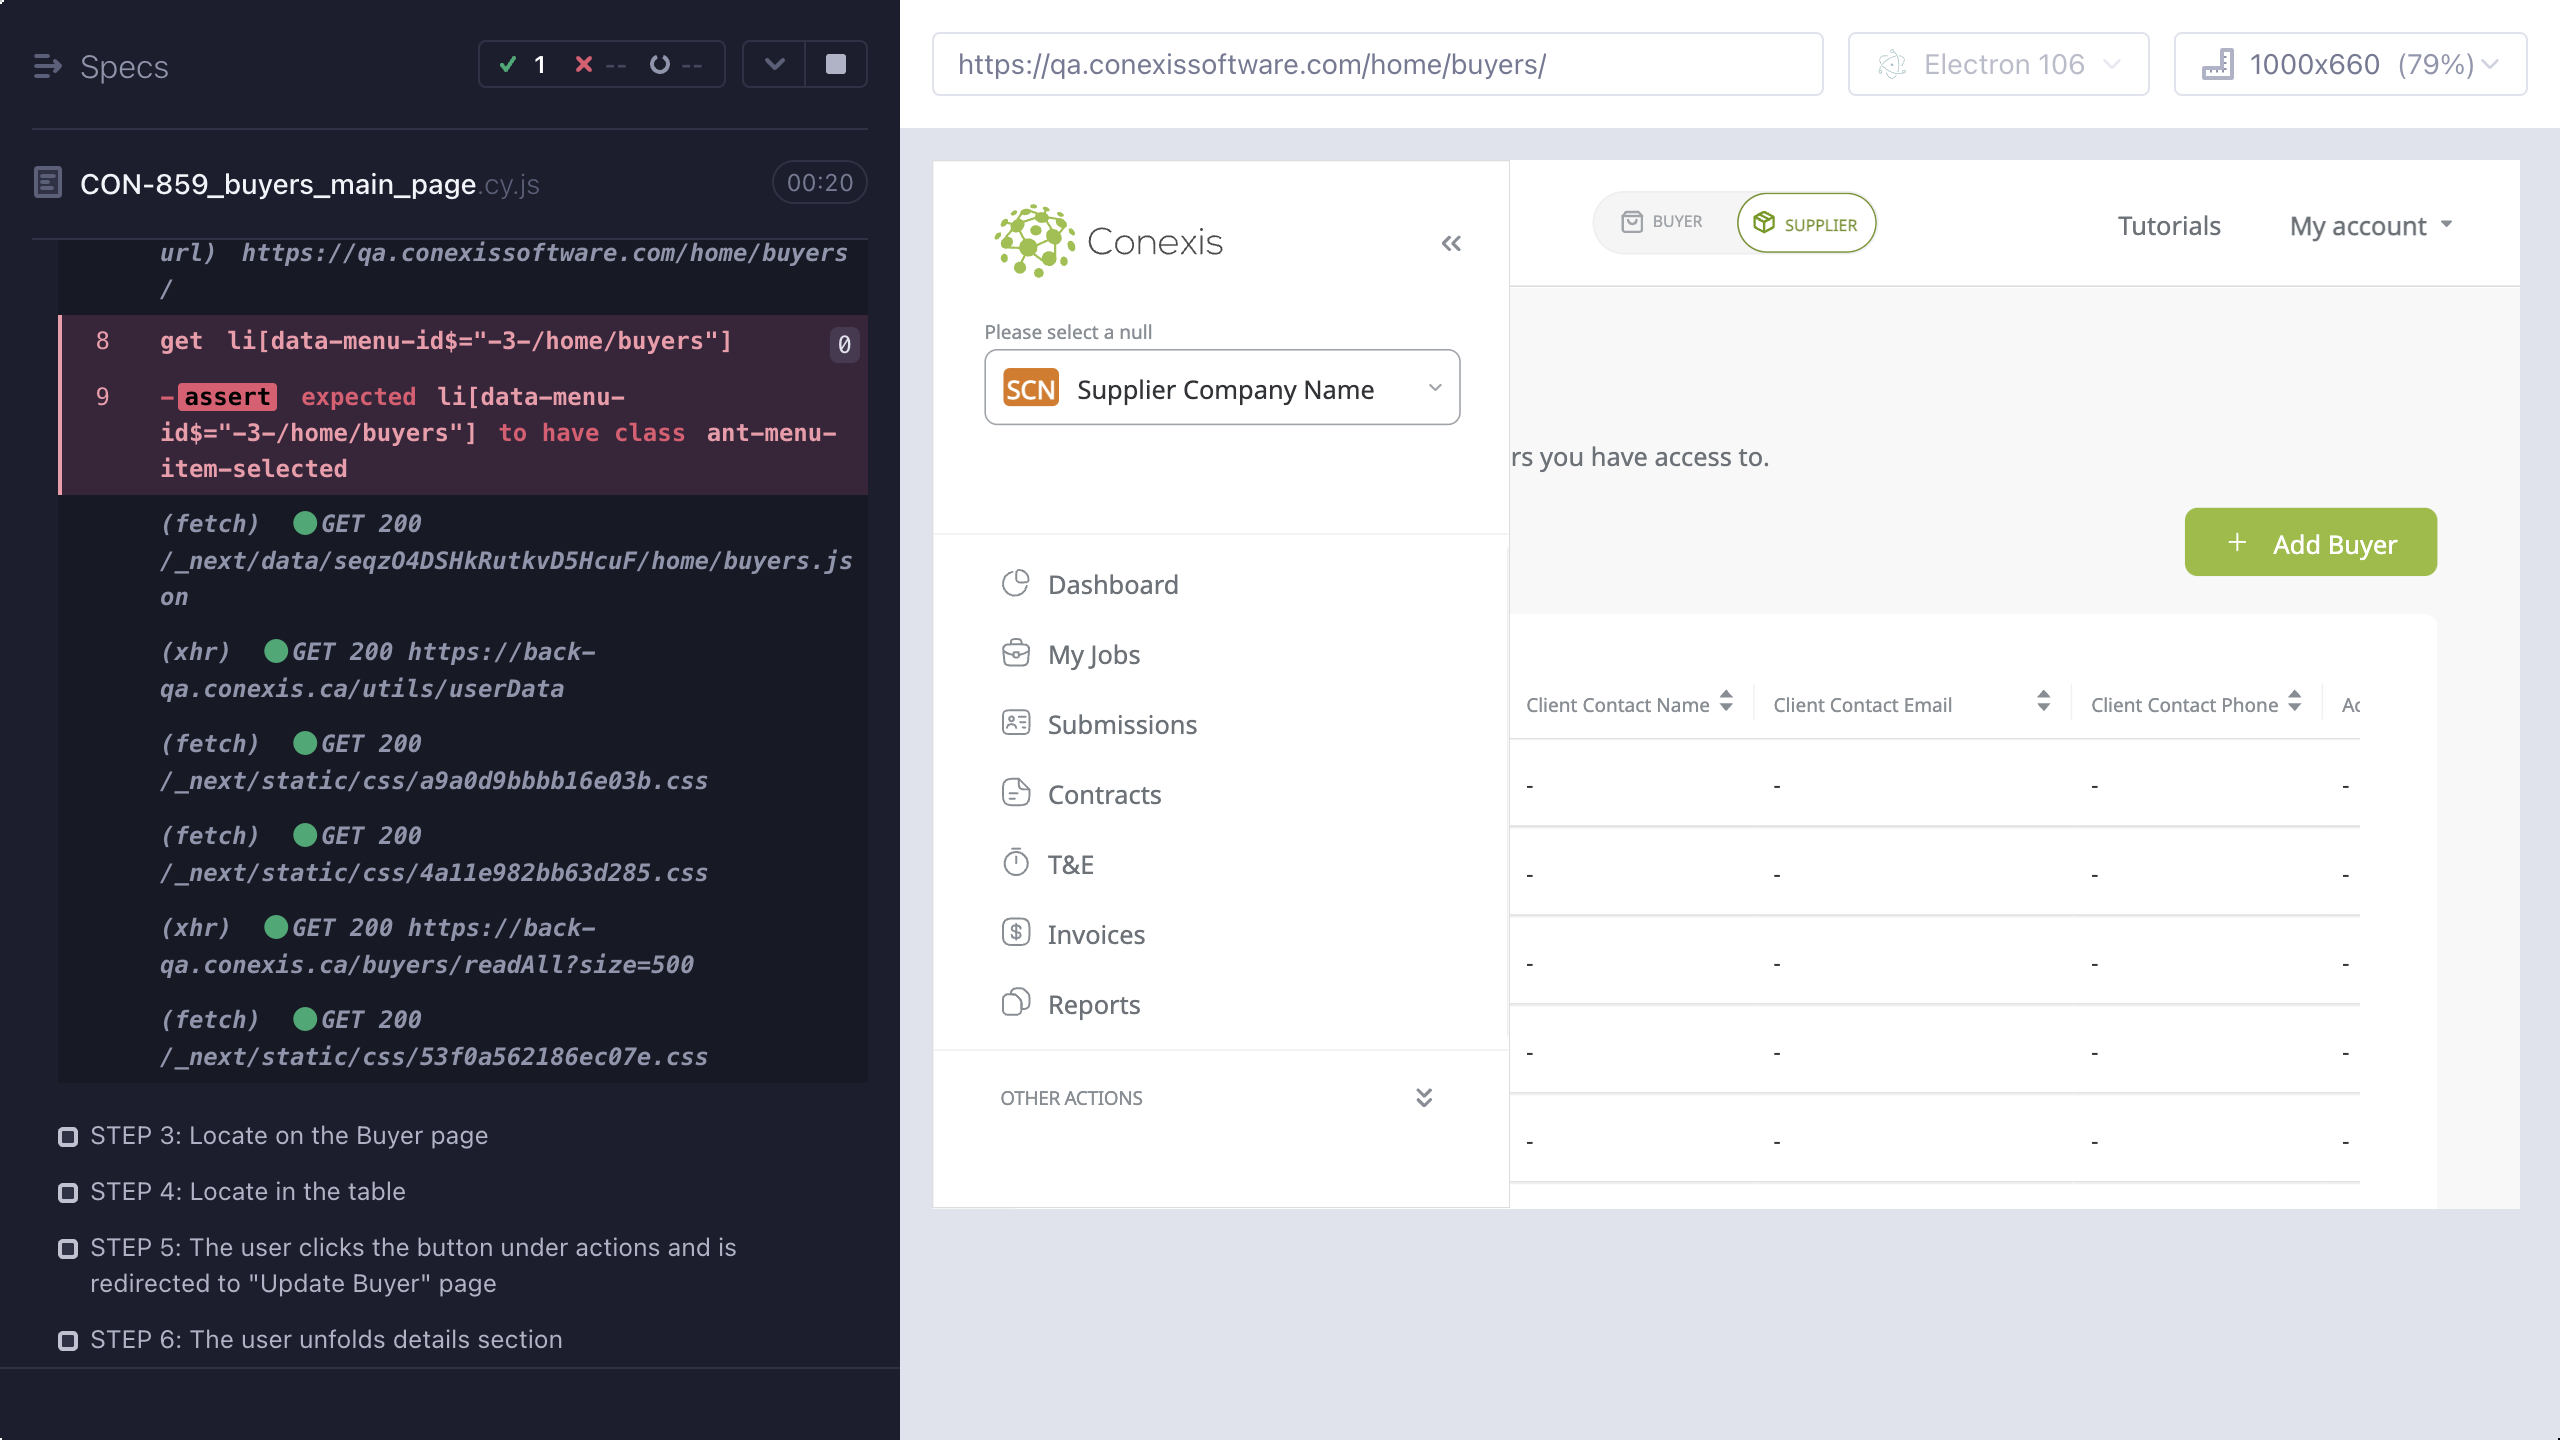 Specs
1
--
--
CON-859_buyers_main_page.cy.js
00:20
url) https://qa.conexissoftware.com/home/buyers
/
8 get li[data-menu-id$="-3-/home/buyers"] 0
9 -assert expected li[data-menu-
id$="-3-/home/buyers"] to have class ant-menu-
item-selected
(fetch) GET 200
/_next/data/seqzO4DSHkRutkvD5HcuF/home/buyers.js
on
(xhr) GET 200 https://back-
qa.conexis.ca/utils/userData
(fetch) GET 200
/_next/static/css/a9a0d9bbbb16e03b.css
(fetch) GET 200
/_next/static/css/4a11e982bb63d285.css
(xhr) GET 200 https://back-
qa.conexis.ca/buyers/readAll?size=500
(fetch) GET 200
/_next/static/css/53f0a562186ec07e.css
STEP 3: Locate on the Buyer page
STEP 4: Locate in the table
STEP 5: The user clicks the button under actions and is
redirected to "Update Buyer" page
STEP 6: The user unfolds details section
https://qa.conexissoftware.com/home/buyers/
Electron 106
1000x660 (79%)
Conexis
Please select a null
SCN Supplier Company Name
Dashboard
My Jobs
Submissions
Contracts
T&E
Invoices
Reports
OTHER ACTIONS
BUYER
SUPPLIER
Tutorials
My account
rs you have access to.
+ Add Buyer
Client Contact Name Client Contact Email Client Contact Phone Ac
- - - -
- - - -
- - - -
- - - -
- - - -